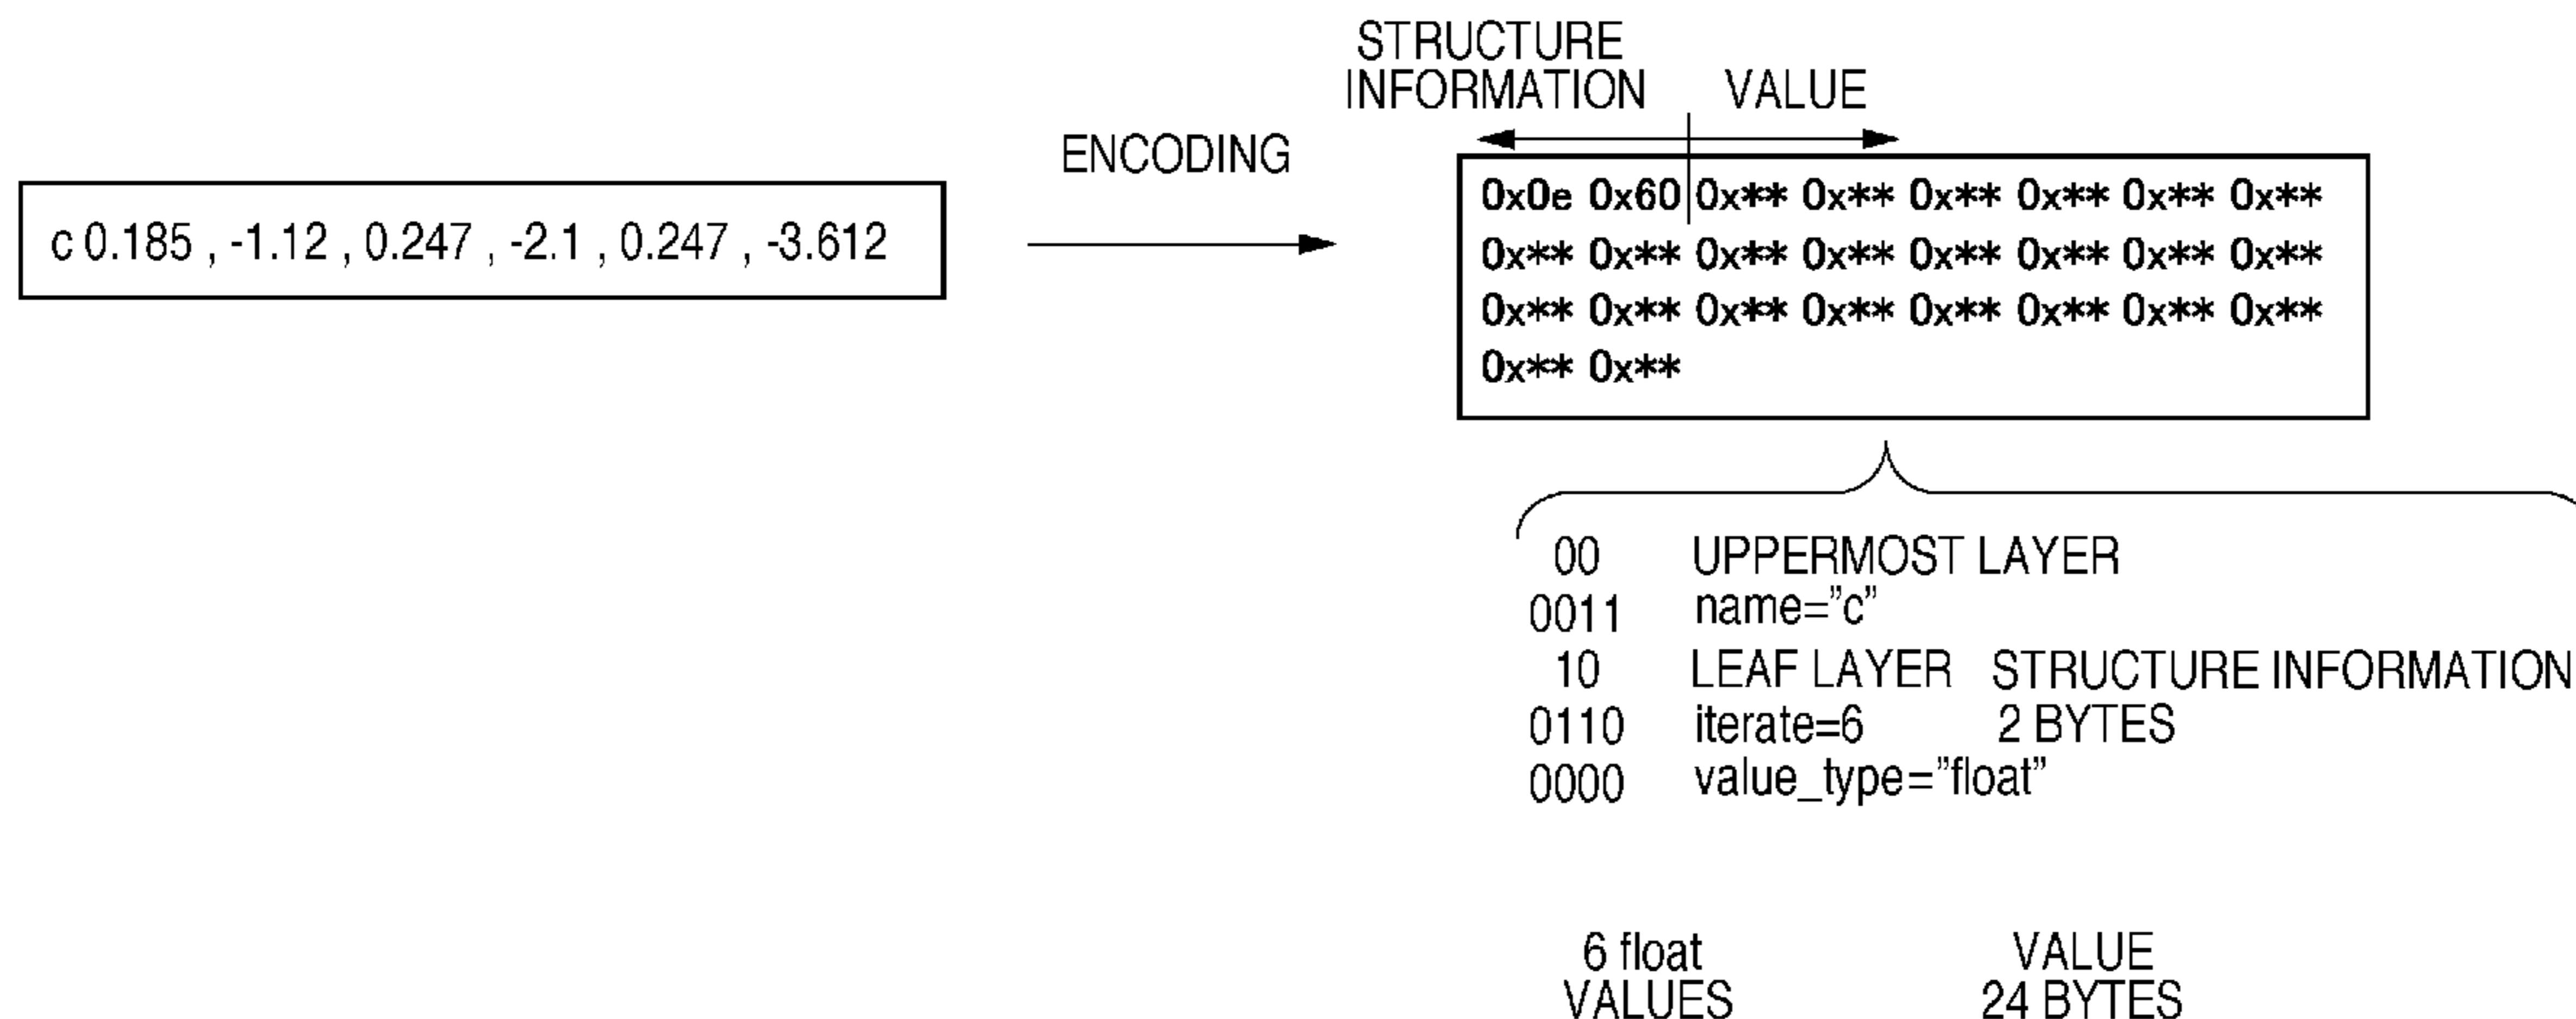 STRUCTURE
INFORMATION VALUE
ENCODING
c 0.185 , -1.12 , 0.247 , -2.1 , 0.247 , -3.612
0x0e 0x60 0x** 0x** 0x** 0x** 0x** 0x**
0x** 0x** 0x** 0x** 0x** 0x** 0x** 0x**
0x** 0x** 0x** 0x** 0x** 0x** 0x** 0x**
0x** 0x**
00 UPPERMOST LAYER
0011 name=”c”
10 LEAF LAYER STRUCTURE INFORMATION
0110 iterate=6 2 BYTES
0000 value_type=”float”
6 float VALUE
VALUES 24 BYTES